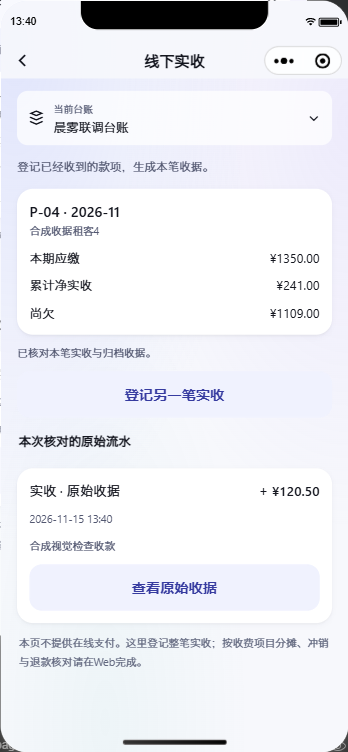 13:40
线下实收
当前台账
晨雾联调台账
登记已经收到的款项，生成本笔收据。
P-04 · 2026-11
合成收据租客4
本期应缴 ¥1350.00
累计净实收 ¥241.00
尚欠 ¥1109.00
已核对本笔实收与归档收据。
登记另一笔实收
本次核对的原始流水
实收 · 原始收据 + ¥120.50
2026-11-15 13:40
合成视觉检查收款
查看原始收据
本页不提供在线支付。这里登记整笔实收；按收费项目分摊、冲销
与退款核对请在Web完成。